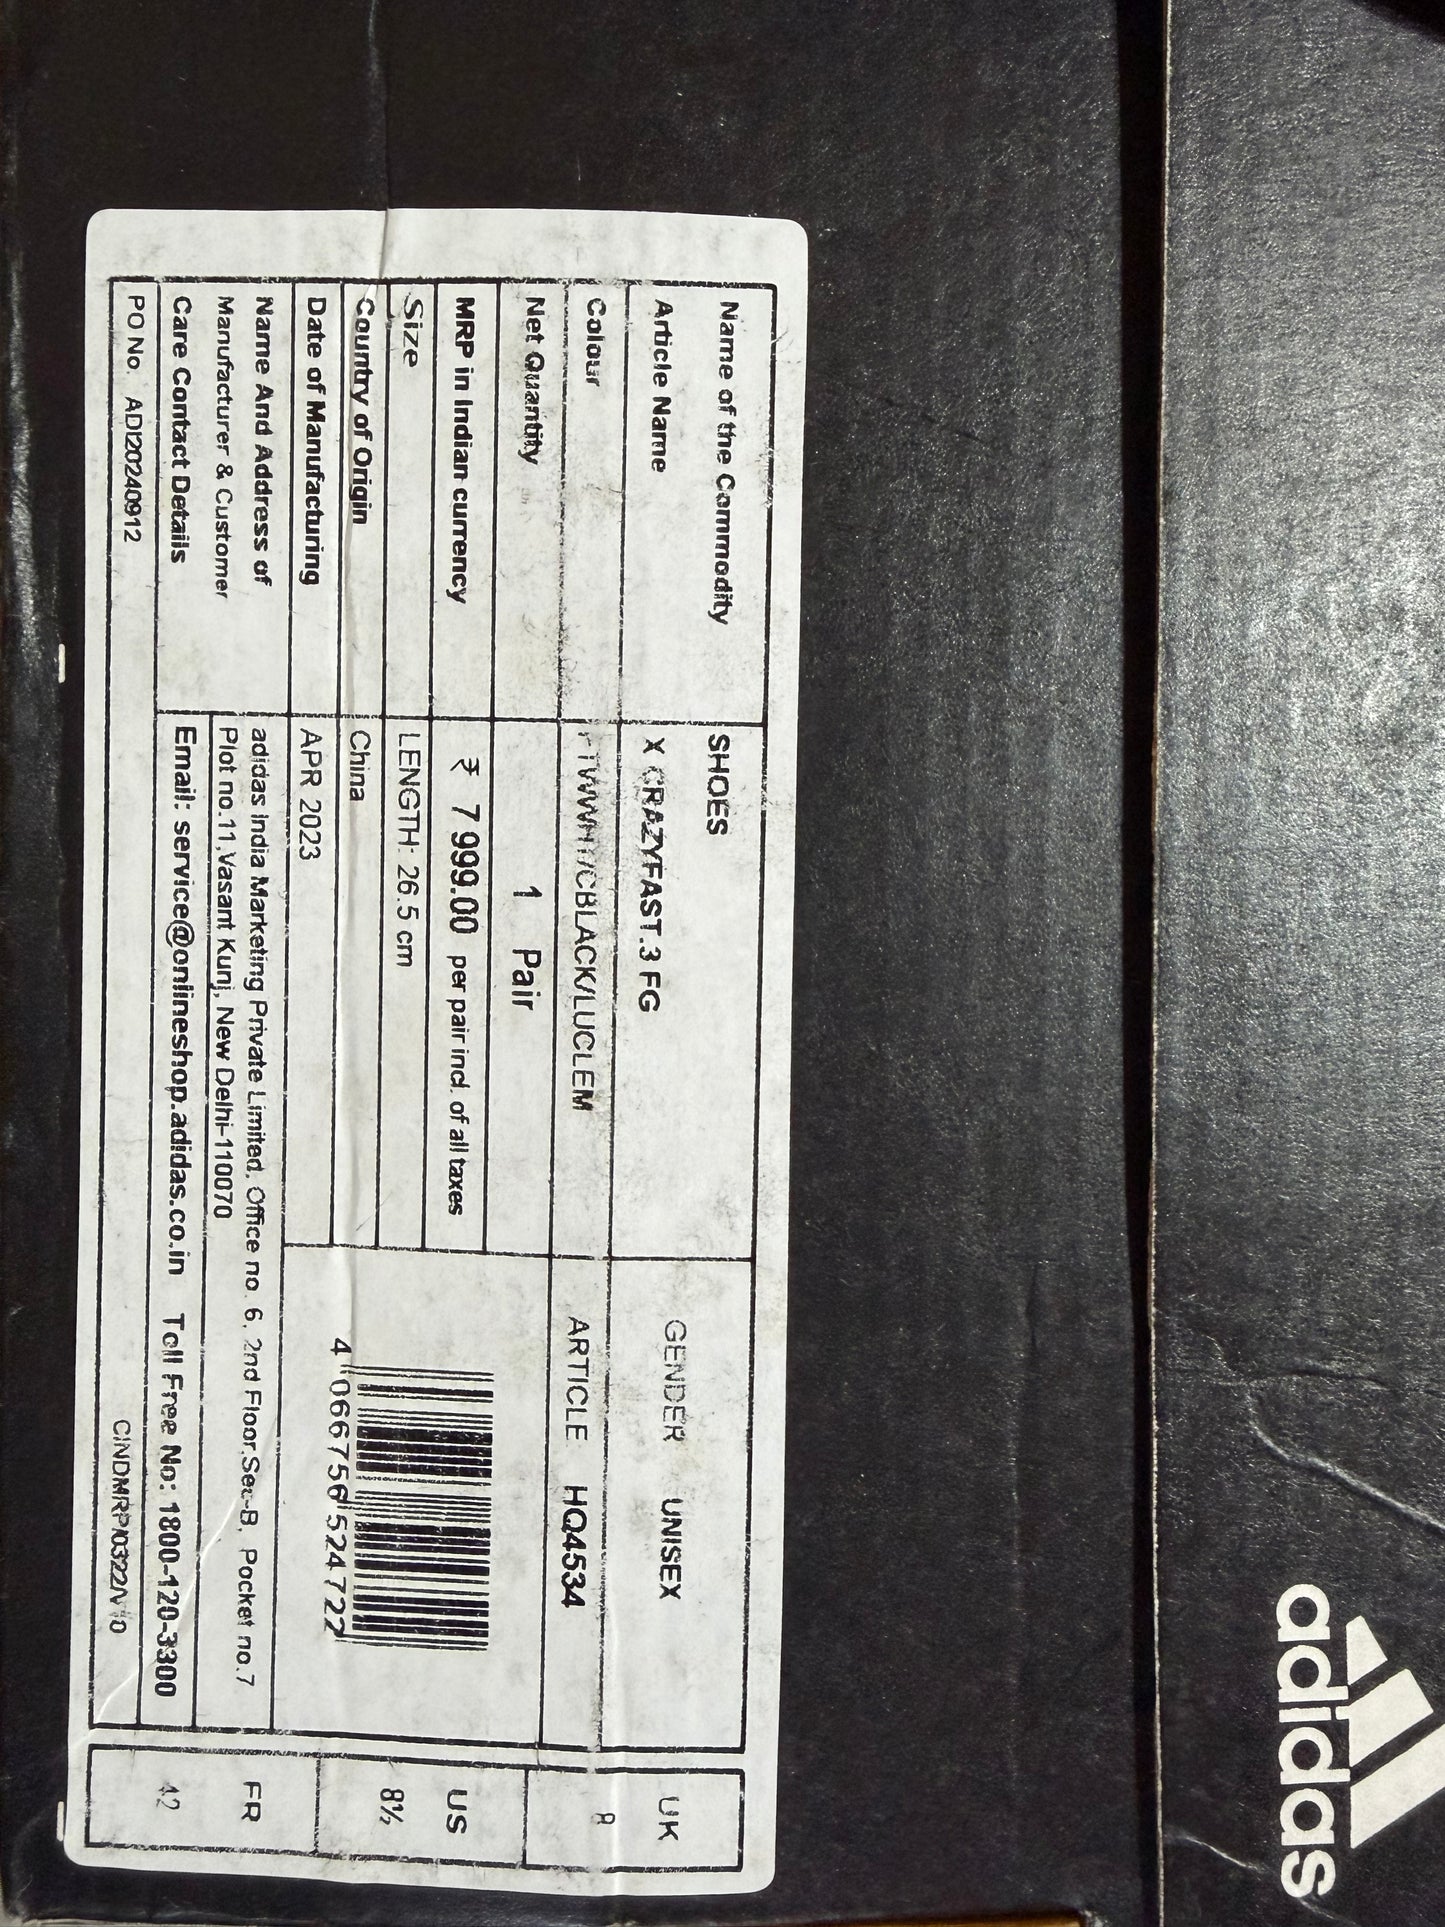 adidas
Name of the Commodity SHOES
Article Name X CRAZYFAST.3 FG GENDER UNISEX
Colour FTWWHT/CBLACK/LUCLEM ARTICLE HQ4534
Net Quantity 1 Pair
MRP in Indian currency ₹ 7 999.00 per pair incl. of all taxes
Size LENGTH: 26.5 cm
Country of Origin China
Date of Manufacturing APR 2023
4 066756 524722
Name And Address of adidas India Marketing Private Limited, Office no. 6, 2nd Floor,Sec-B, Pocket no.7
Manufacturer & Customer Plot no.11,Vasant Kunj, New Delhi-110070
Care Contact Details Email: service@onlineshop.adidas.co.in Toll Free No: 1800-120-3300
PO No. ADI20240912
UK
8
US
8½
FR
42